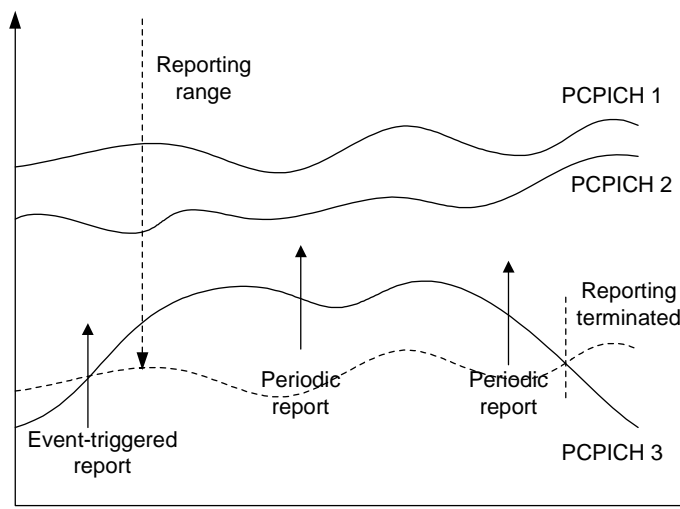 Reporting
range
PCPICH 1
PCPICH 2
Reporting
terminated
Periodic
report
Periodic
report
Event-triggered
report
PCPICH 3